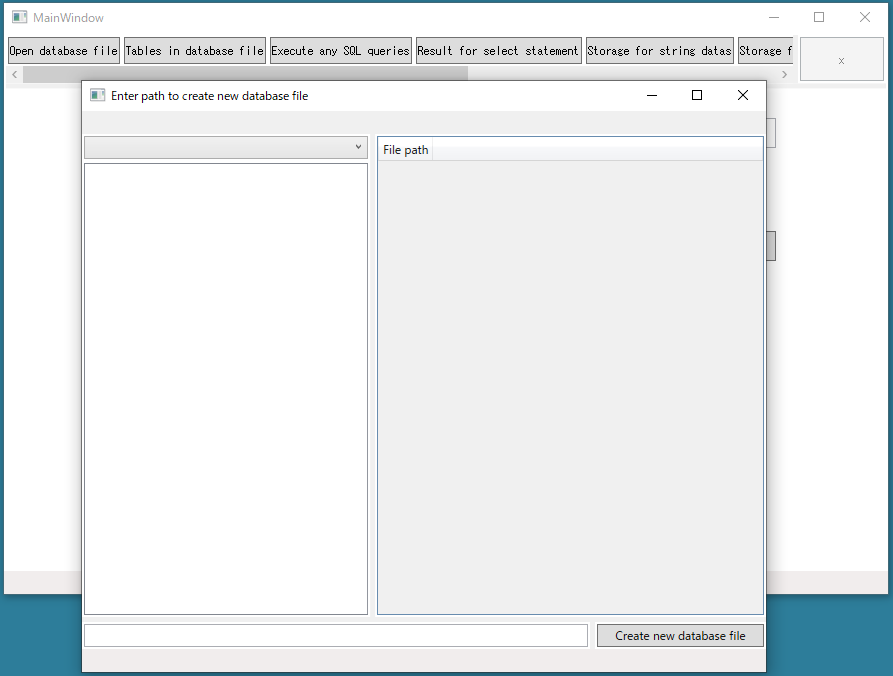 MainWindow
Open database file
Tables in database file
Execute any SQL queries
Result for select statement
Storage for string datas
Storage f
x
Enter path to create new database file
File path
Create new database file